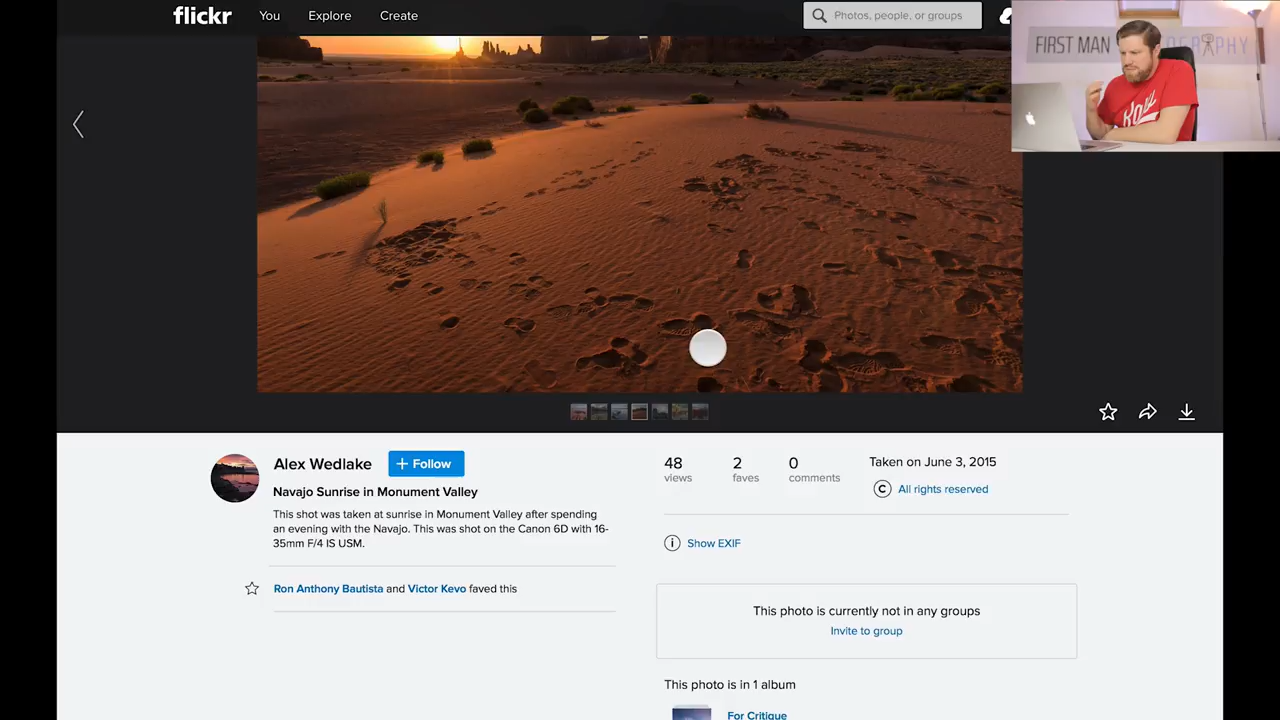 flickr
You
Explore
Create
Photos, people, or groups
FIRST MAN PHOTOGRAPHY
Alex Wedlake
+ Follow
Navajo Sunrise in Monument Valley
This shot was taken at sunrise in Monument Valley after spending
an evening with the Navajo. This was shot on the Canon 6D with 16-
35mm F/4 IS USM.
Ron Anthony Bautista and Victor Kevo faved this
48
views
2
faves
0
comments
Taken on June 3, 2015
C All rights reserved
i Show EXIF
This photo is currently not in any groups
Invite to group
This photo is in 1 album
For Critique